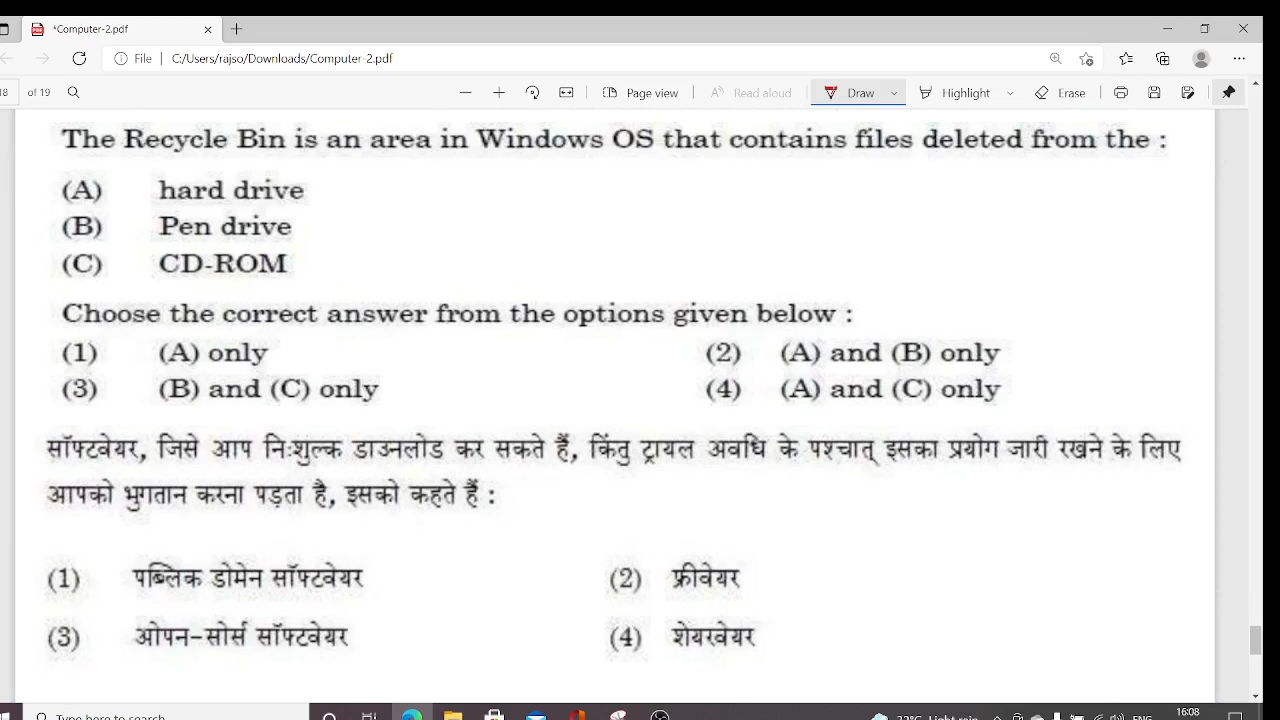 *Computer-2.pdf
File | C:/Users/rajso/Downloads/Computer-2.pdf
18 of 19 Page view Read aloud Draw Highlight Erase
The Recycle Bin is an area in Windows OS that contains files deleted from the :
(A) hard drive
(B) Pen drive
(C) CD-ROM
Choose the correct answer from the options given below :
(1) (A) only (2) (A) and (B) only
(3) (B) and (C) only (4) (A) and (C) only
सॉफ्टवेयर, जिसे आप निःशुल्क डाउनलोड कर सकते हैं, किंतु ट्रायल अवधि के पश्चात् इसका प्रयोग जारी रखने के लिए
आपको भुगतान करना पड़ता है, इसको कहते हैं :
(1) पब्लिक डोमेन सॉफ्टवेयर (2) फ्रीवेयर
(3) ओपन-सोर्स सॉफ्टवेयर (4) शेयरवेयर
16:08
Type here to search Light rain ENG